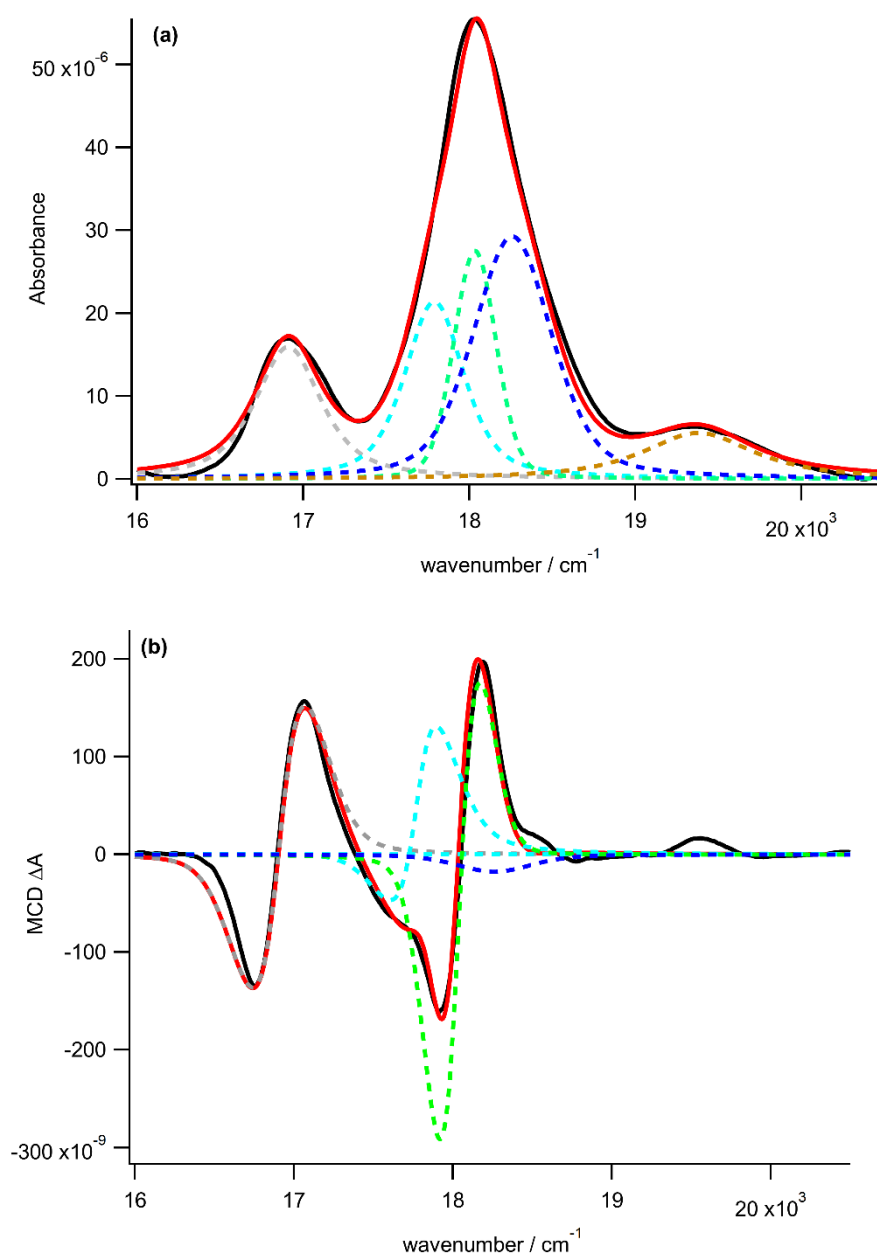 (a)
50 x10⁻⁶
40
30
20
10
0
Absorbance
16 17 18 19 20 x10³
wavenumber / cm⁻¹
(b)
200
100
0
-100
-200
-300 x10⁻⁹
MCD ΔA
16 17 18 19 20 x10³
wavenumber / cm⁻¹